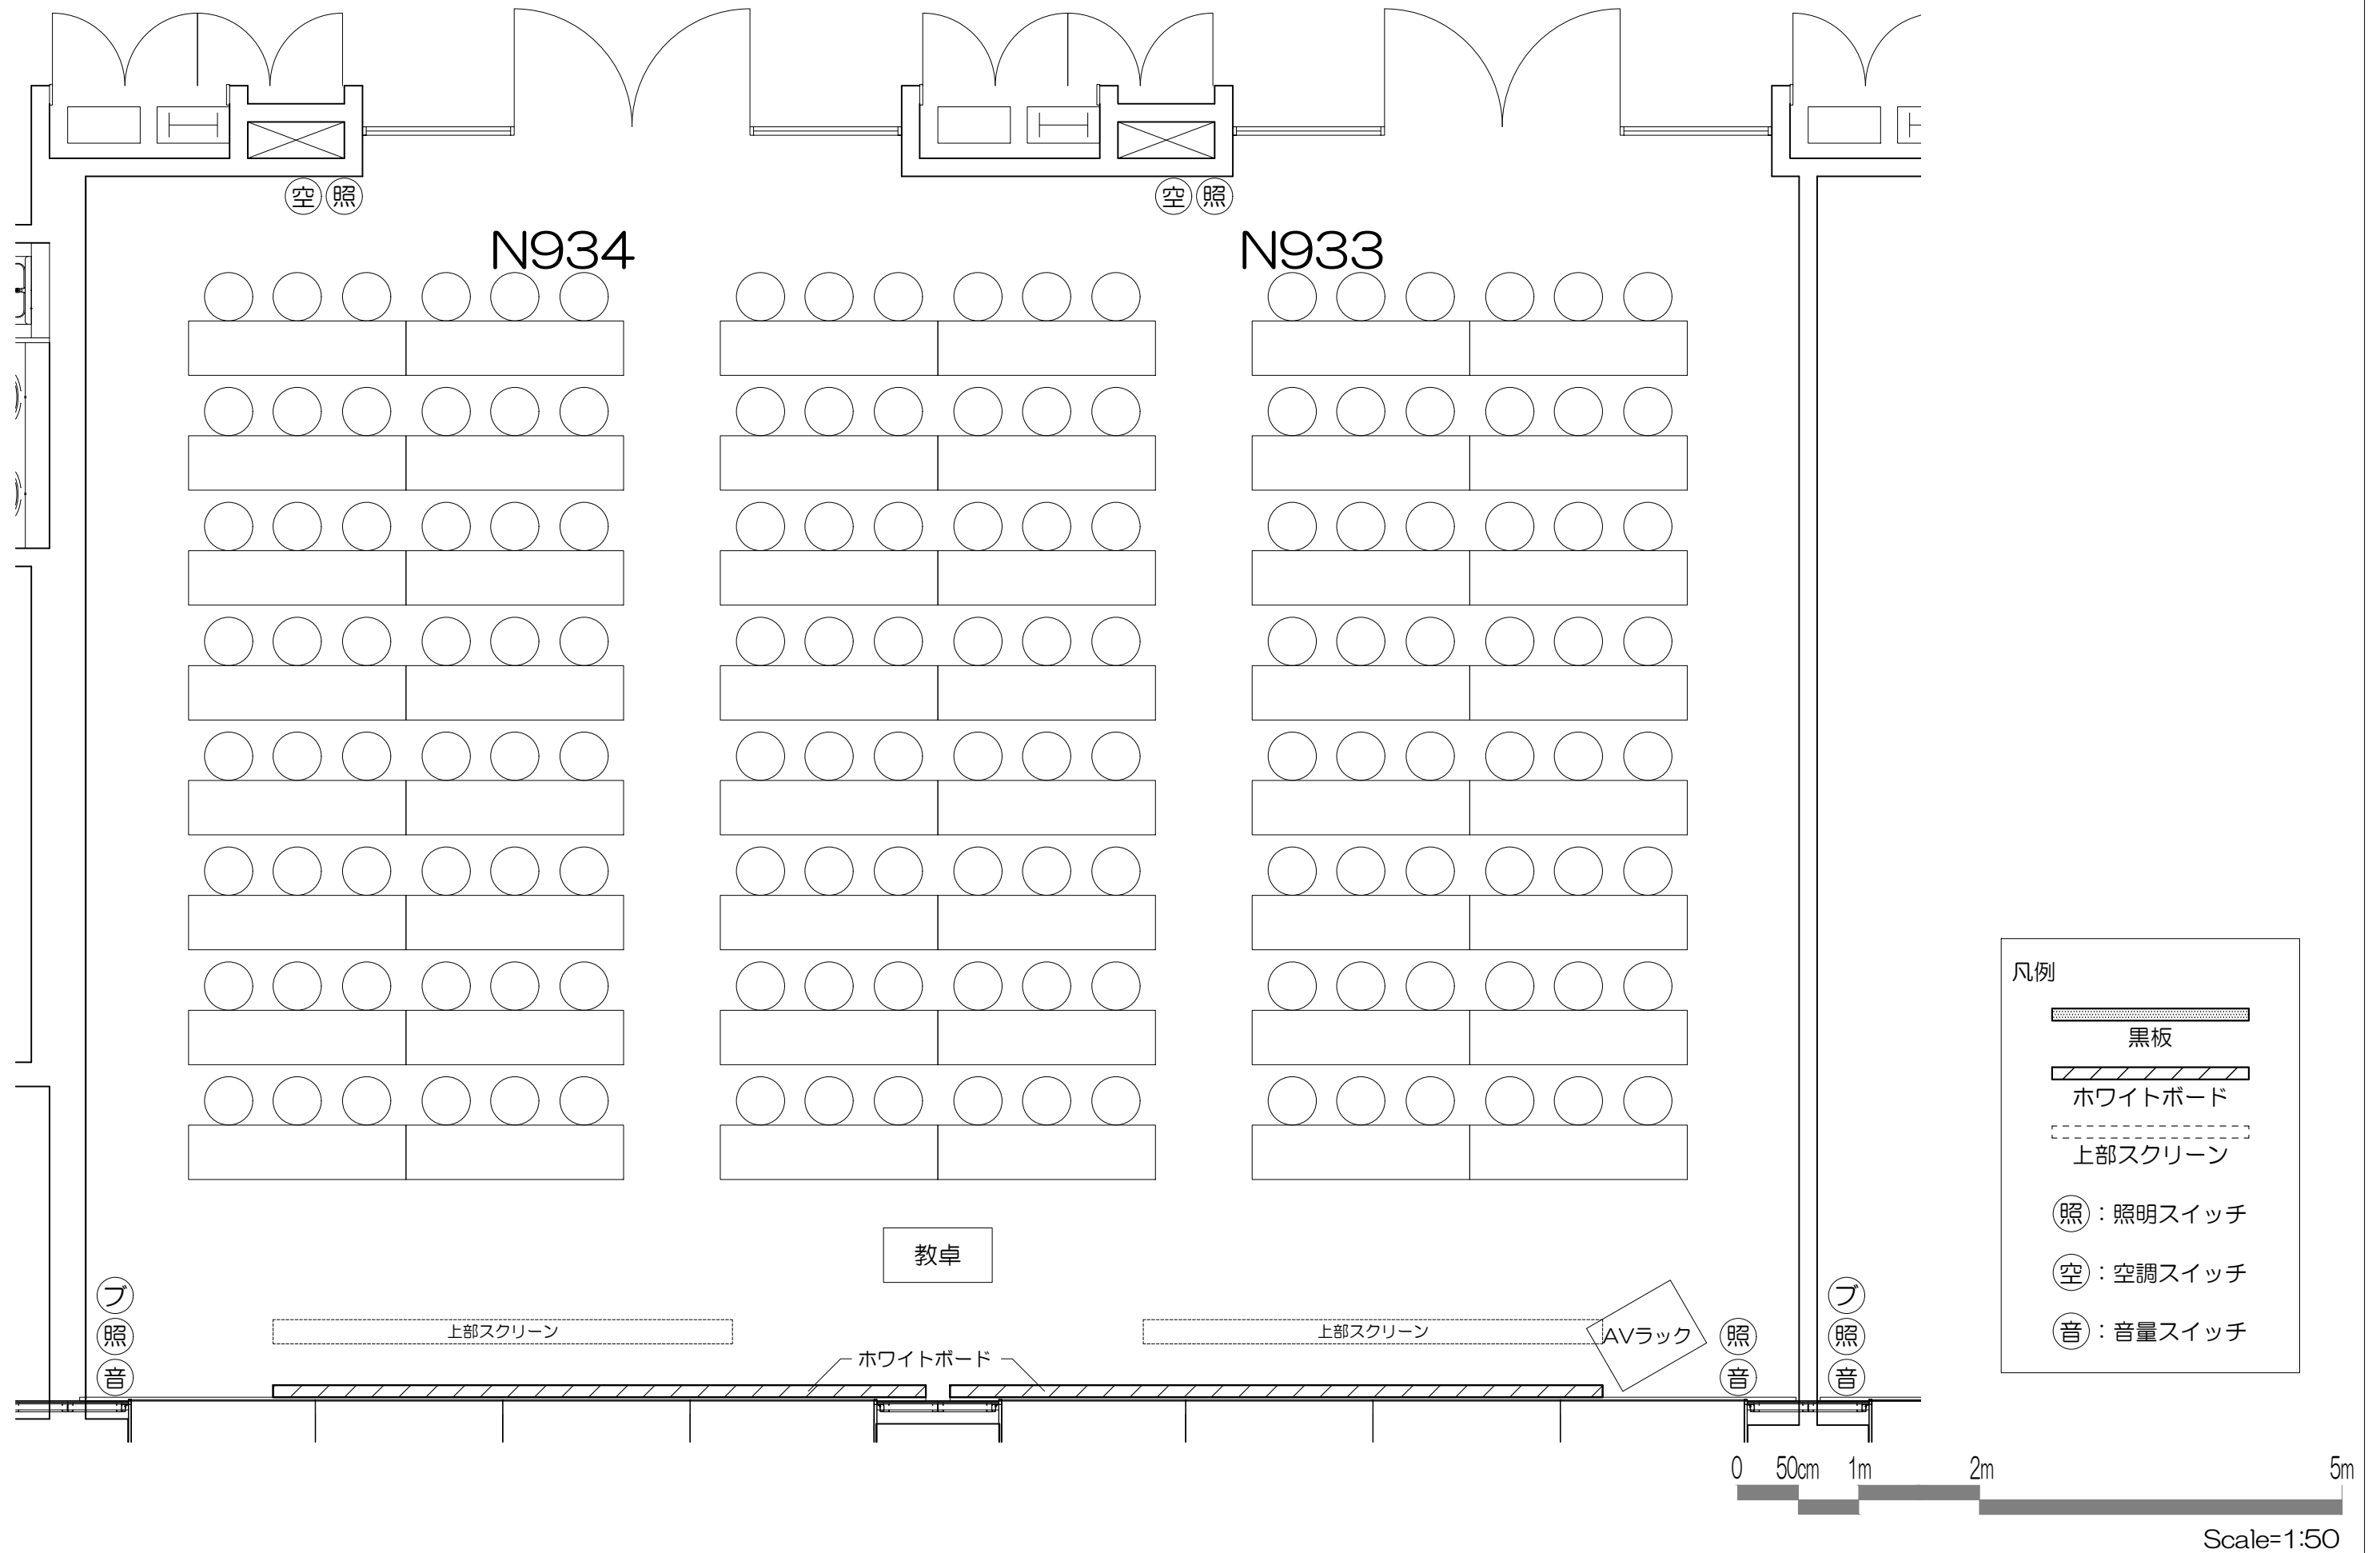 空 照
空 照
N934
N933
教卓
ブ
照
音
上部スクリーン
上部スクリーン
AVラック
ホワイトボード
照
音
ブ
照
音
凡例
黒板
ホワイトボード
上部スクリーン
照：照明スイッチ
空：空調スイッチ
音：音量スイッチ
0 50cm 1m 2m 5m
Scale=1:50